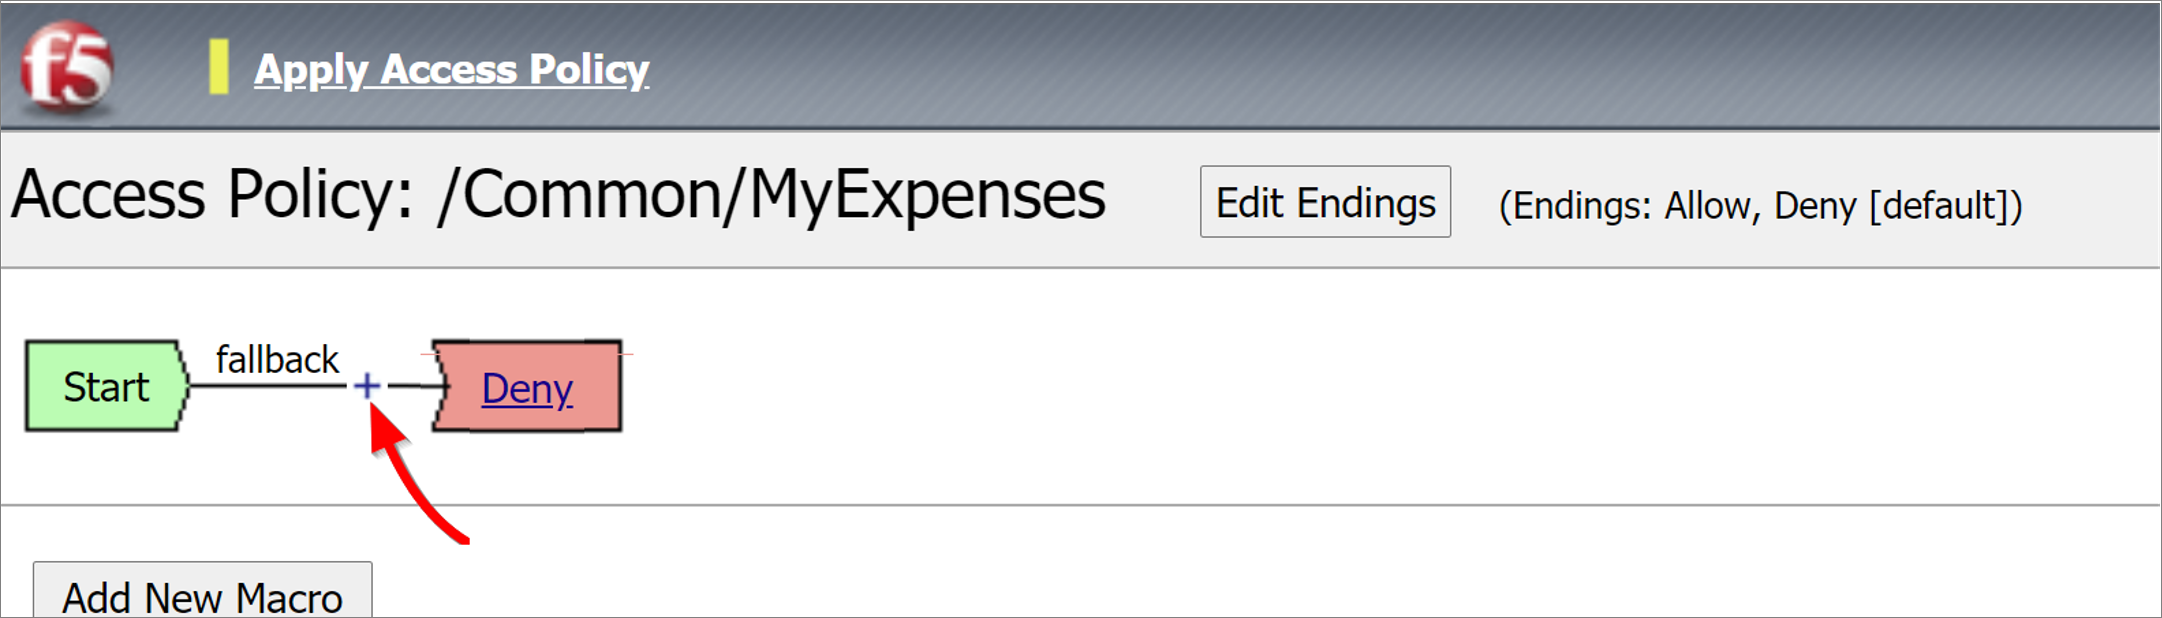 f5
Apply Access Policy
Access Policy: /Common/MyExpenses
Edit Endings
(Endings: Allow, Deny [default])
Start
fallback
+
Deny
Add New Macro